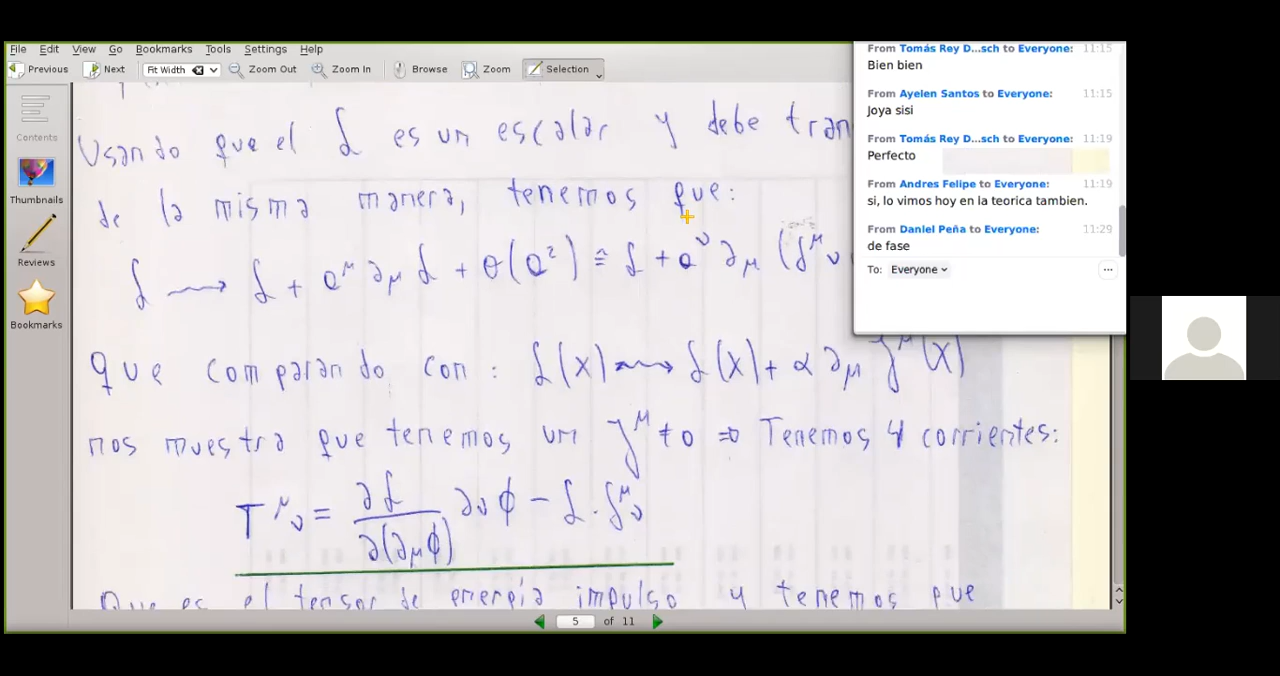 File Edit View Go Bookmarks Tools Settings Help
Previous Next Fit Width Zoom Out Zoom In Browse Zoom Selection
Contents
Thumbnails
Reviews
Bookmarks
Usando que el ℒ es un escalar y debe tran
de la misma manera, tenemos que:
ℒ → ℒ + a^μ ∂_μ ℒ + O(a²) ≅ ℒ + a^ν ∂_μ (δ^μ_ν
Que comparando con: ℒ(x) → ℒ(x) + α ∂_μ J^μ(x)
nos muestra que tenemos un J^μ ≠ 0 ⇒ Tenemos 4 corrientes:
T^μ_ν = ∂ℒ/∂(∂_μ ϕ) ∂_ν ϕ - ℒ . δ^μ_ν
Que es el tensor de energía impulso y tenemos que
5 of 11
From Tomás Rey D...sch to Everyone: 11:15
Bien bien
From Ayelen Santos to Everyone: 11:15
Joya sisi
From Tomás Rey D...sch to Everyone: 11:19
Perfecto
From Andres Felipe to Everyone: 11:19
si, lo vimos hoy en la teorica tambien.
From Daniel Peña to Everyone: 11:29
de fase
To: Everyone